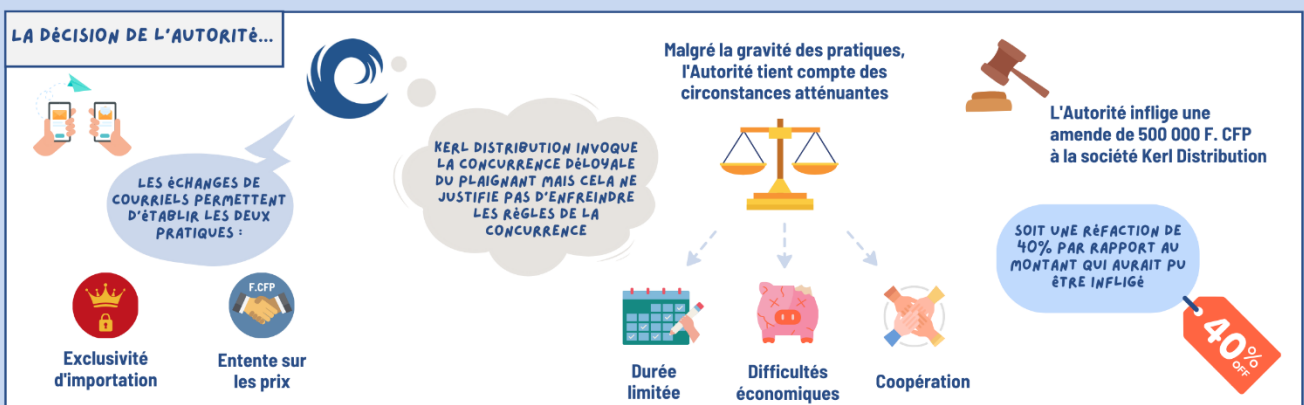 LA DÉCISION DE L'AUTORITÉ...
LES ÉCHANGES DE
COURRIELS PERMETTENT
D'ÉTABLIR LES DEUX
PRATIQUES :
F.CFP
Exclusivité
d'importation
Entente sur
les prix
KERL DISTRIBUTION INVOQUE
LA CONCURRENCE DÉLOYALE
DU PLAIGNANT MAIS CELA NE
JUSTIFIE PAS D'ENFREINDRE
LES RÈGLES DE LA
CONCURRENCE
Malgré la gravité des pratiques,
l'Autorité tient compte des
circonstances atténuantes
Durée
limitée
Difficultés
économiques
Coopération
L'Autorité inflige une
amende de 500 000 F. CFP
à la société Kerl Distribution
SOIT UNE RÉFACTION DE
40% PAR RAPPORT AU
MONTANT QUI AURAIT PU
ÊTRE INFLIGÉ
40%
OFF